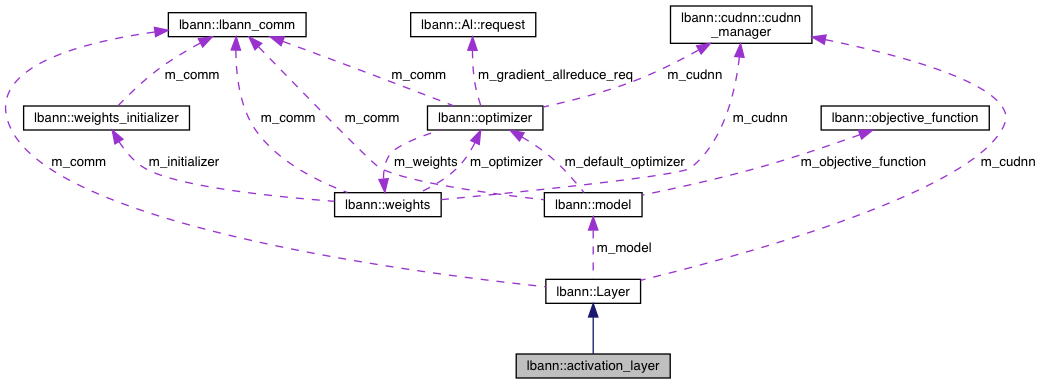 lbann::lbann_comm
lbann::Al::request
lbann::cudnn::cudnn
_manager
m_comm
m_comm
m_gradient_allreduce_req
m_cudnn
lbann::weights_initializer
m_comm
m_comm
lbann::optimizer
m_cudnn
lbann::objective_function
m_comm
m_initializer
m_weights
m_optimizer
m_default_optimizer
m_objective_function
m_cudnn
lbann::weights
lbann::model
m_model
lbann::Layer
lbann::activation_layer